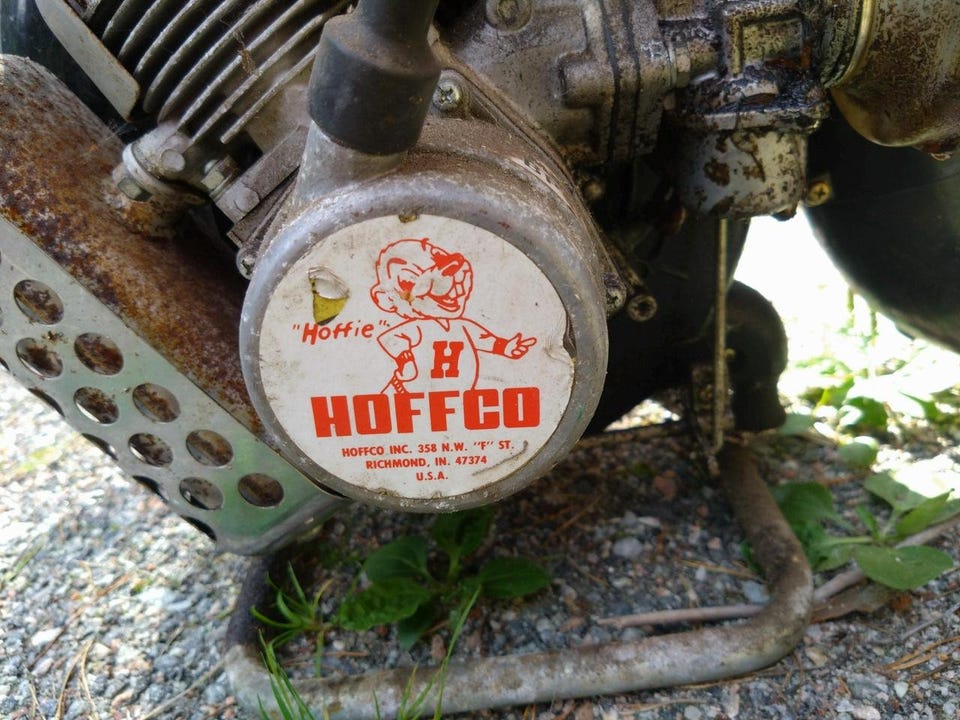 "Hoffie"
H
HOFFCO
HOFFCO INC. 358 N.W. "F" ST.
RICHMOND, IN. 47374
U.S.A.